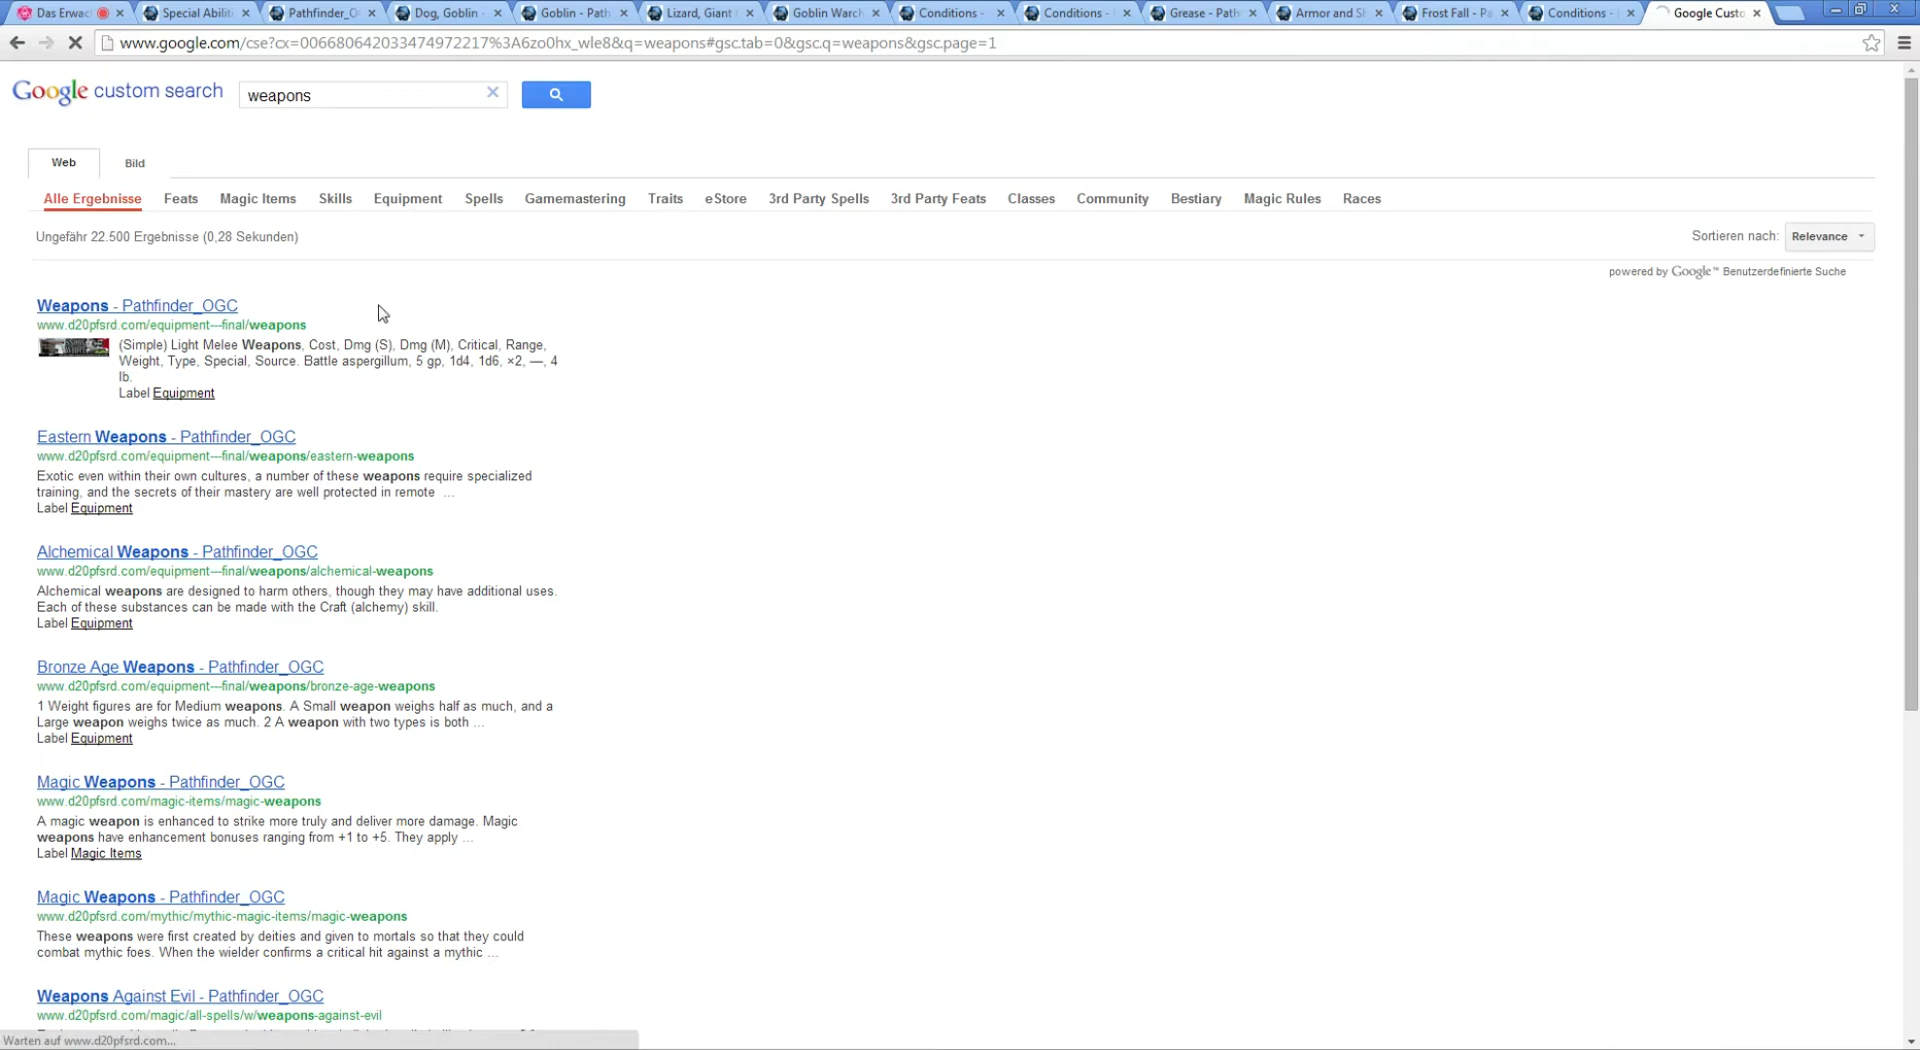 Das Erwac
Special Abiliti
Pathfinder_O
Dog, Goblin -
Goblin - Path
Lizard, Giant
Goblin Warch
Conditions -
Conditions -
Grease - Path
Armor and Sh
Frost Fall - Pa
Conditions -
Google Custo
www.google.com/cse?cx=006680642033474972217%3A6zo0hx_wle8&q=weapons#gsc.tab=0&gsc.q=weapons&gsc.page=1
Google custom search
weapons
Web
Bild
Alle Ergebnisse Feats Magic Items Skills Equipment Spells Gamemastering Traits eStore 3rd Party Spells 3rd Party Feats Classes Community Bestiary Magic Rules Races
Ungefähr 22.500 Ergebnisse (0,28 Sekunden)
Sortieren nach: Relevance
powered by Google™ Benutzerdefinierte Suche
Weapons - Pathfinder_OGC
www.d20pfsrd.com/equipment---final/weapons
(Simple) Light Melee Weapons, Cost, Dmg (S), Dmg (M), Critical, Range,
Weight, Type, Special, Source. Battle aspergillum, 5 gp, 1d4, 1d6, ×2, —, 4
lb.
Label Equipment
Eastern Weapons - Pathfinder_OGC
www.d20pfsrd.com/equipment---final/weapons/eastern-weapons
Exotic even within their own cultures, a number of these weapons require specialized
training, and the secrets of their mastery are well protected in remote ...
Label Equipment
Alchemical Weapons - Pathfinder_OGC
www.d20pfsrd.com/equipment---final/weapons/alchemical-weapons
Alchemical weapons are designed to harm others, though they may have additional uses.
Each of these substances can be made with the Craft (alchemy) skill.
Label Equipment
Bronze Age Weapons - Pathfinder_OGC
www.d20pfsrd.com/equipment---final/weapons/bronze-age-weapons
1 Weight figures are for Medium weapons. A Small weapon weighs half as much, and a
Large weapon weighs twice as much. 2 A weapon with two types is both ...
Label Equipment
Magic Weapons - Pathfinder_OGC
www.d20pfsrd.com/magic-items/magic-weapons
A magic weapon is enhanced to strike more truly and deliver more damage. Magic
weapons have enhancement bonuses ranging from +1 to +5. They apply ...
Label Magic Items
Magic Weapons - Pathfinder_OGC
www.d20pfsrd.com/mythic/mythic-magic-items/magic-weapons
These weapons were first created by deities and given to mortals so that they could
combat mythic foes. When the wielder confirms a critical hit against a mythic ...
Weapons Against Evil - Pathfinder_OGC
www.d20pfsrd.com/magic/all-spells/w/weapons-against-evil
Warten auf www.d20pfsrd.com...